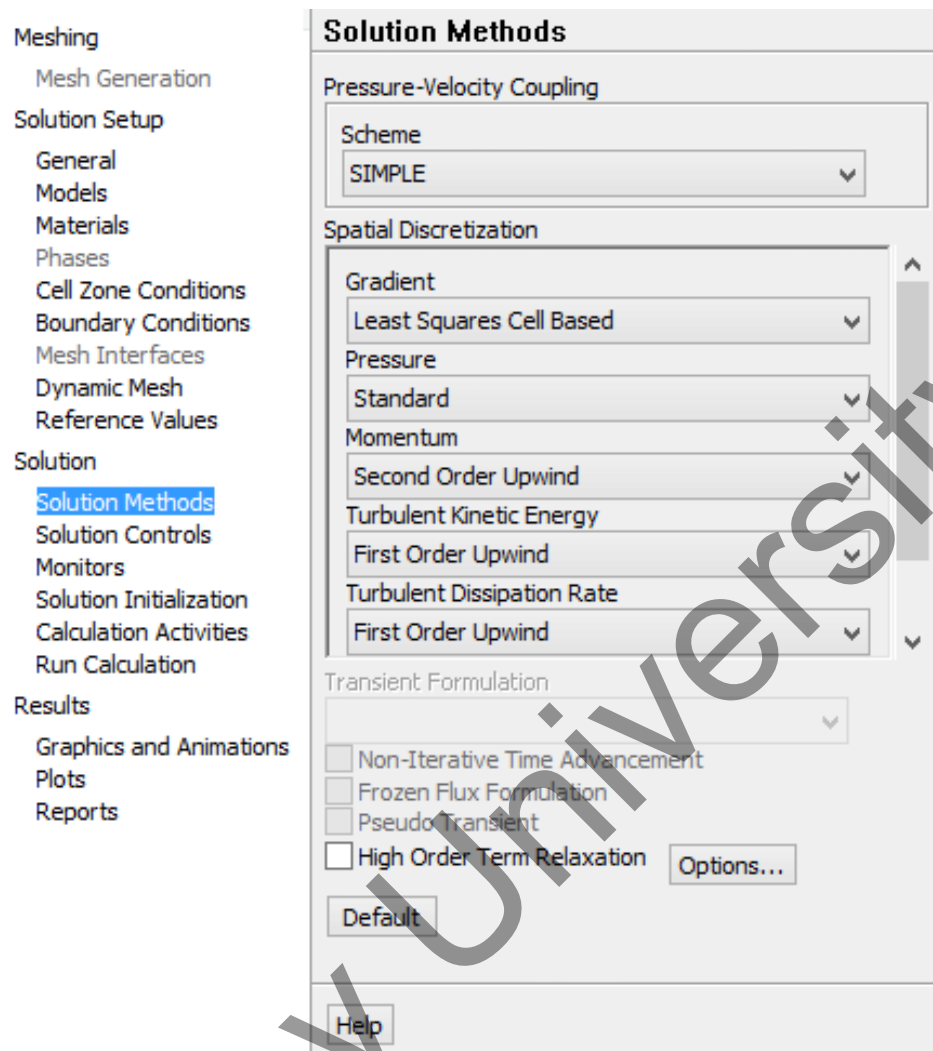 Meshing
Mesh Generation
Solution Setup
General
Models
Materials
Phases
Cell Zone Conditions
Boundary Conditions
Mesh Interfaces
Dynamic Mesh
Reference Values
Solution
Solution Methods
Solution Controls
Monitors
Solution Initialization
Calculation Activities
Run Calculation
Results
Graphics and Animations
Plots
Reports
Solution Methods
Pressure-Velocity Coupling
Scheme
SIMPLE
Spatial Discretization
Gradient
Least Squares Cell Based
Pressure
Standard
Momentum
Second Order Upwind
Turbulent Kinetic Energy
First Order Upwind
Turbulent Dissipation Rate
First Order Upwind
Transient Formulation
Non-Iterative Time Advancement
Frozen Flux Formulation
Pseudo Transient
High Order Term Relaxation
Options...
Default
Help
y University